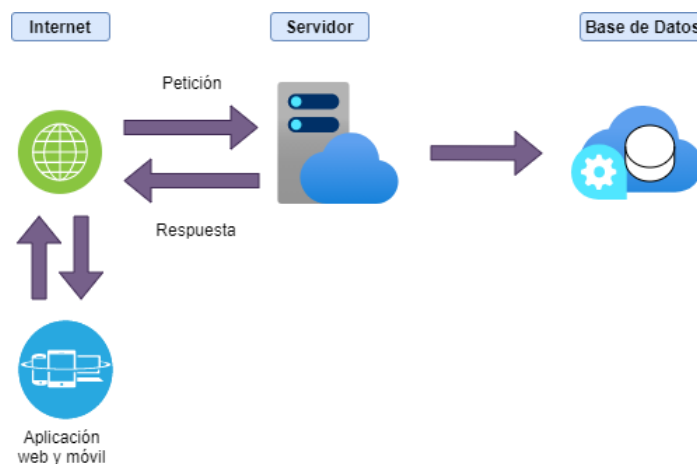 Internet
Servidor
Base de Datos
Petición
Respuesta
Aplicación
web y móvil